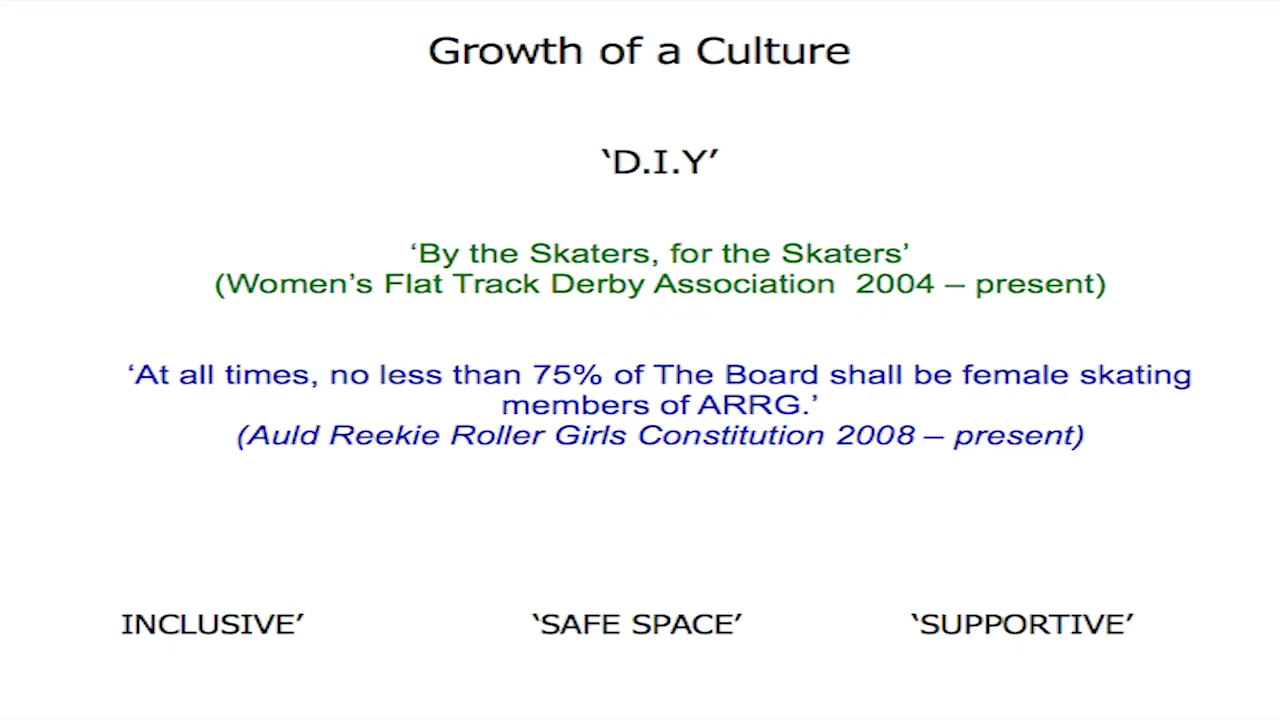 Growth of a Culture
‘D.I.Y’
‘By the Skaters, for the Skaters’
(Women’s Flat Track Derby Association  2004 – present)
‘At all times, no less than 75% of The Board shall be female skating
members of ARRG.’
(Auld Reekie Roller Girls Constitution 2008 – present)
INCLUSIVE’ ‘SAFE SPACE’ ‘SUPPORTIVE’